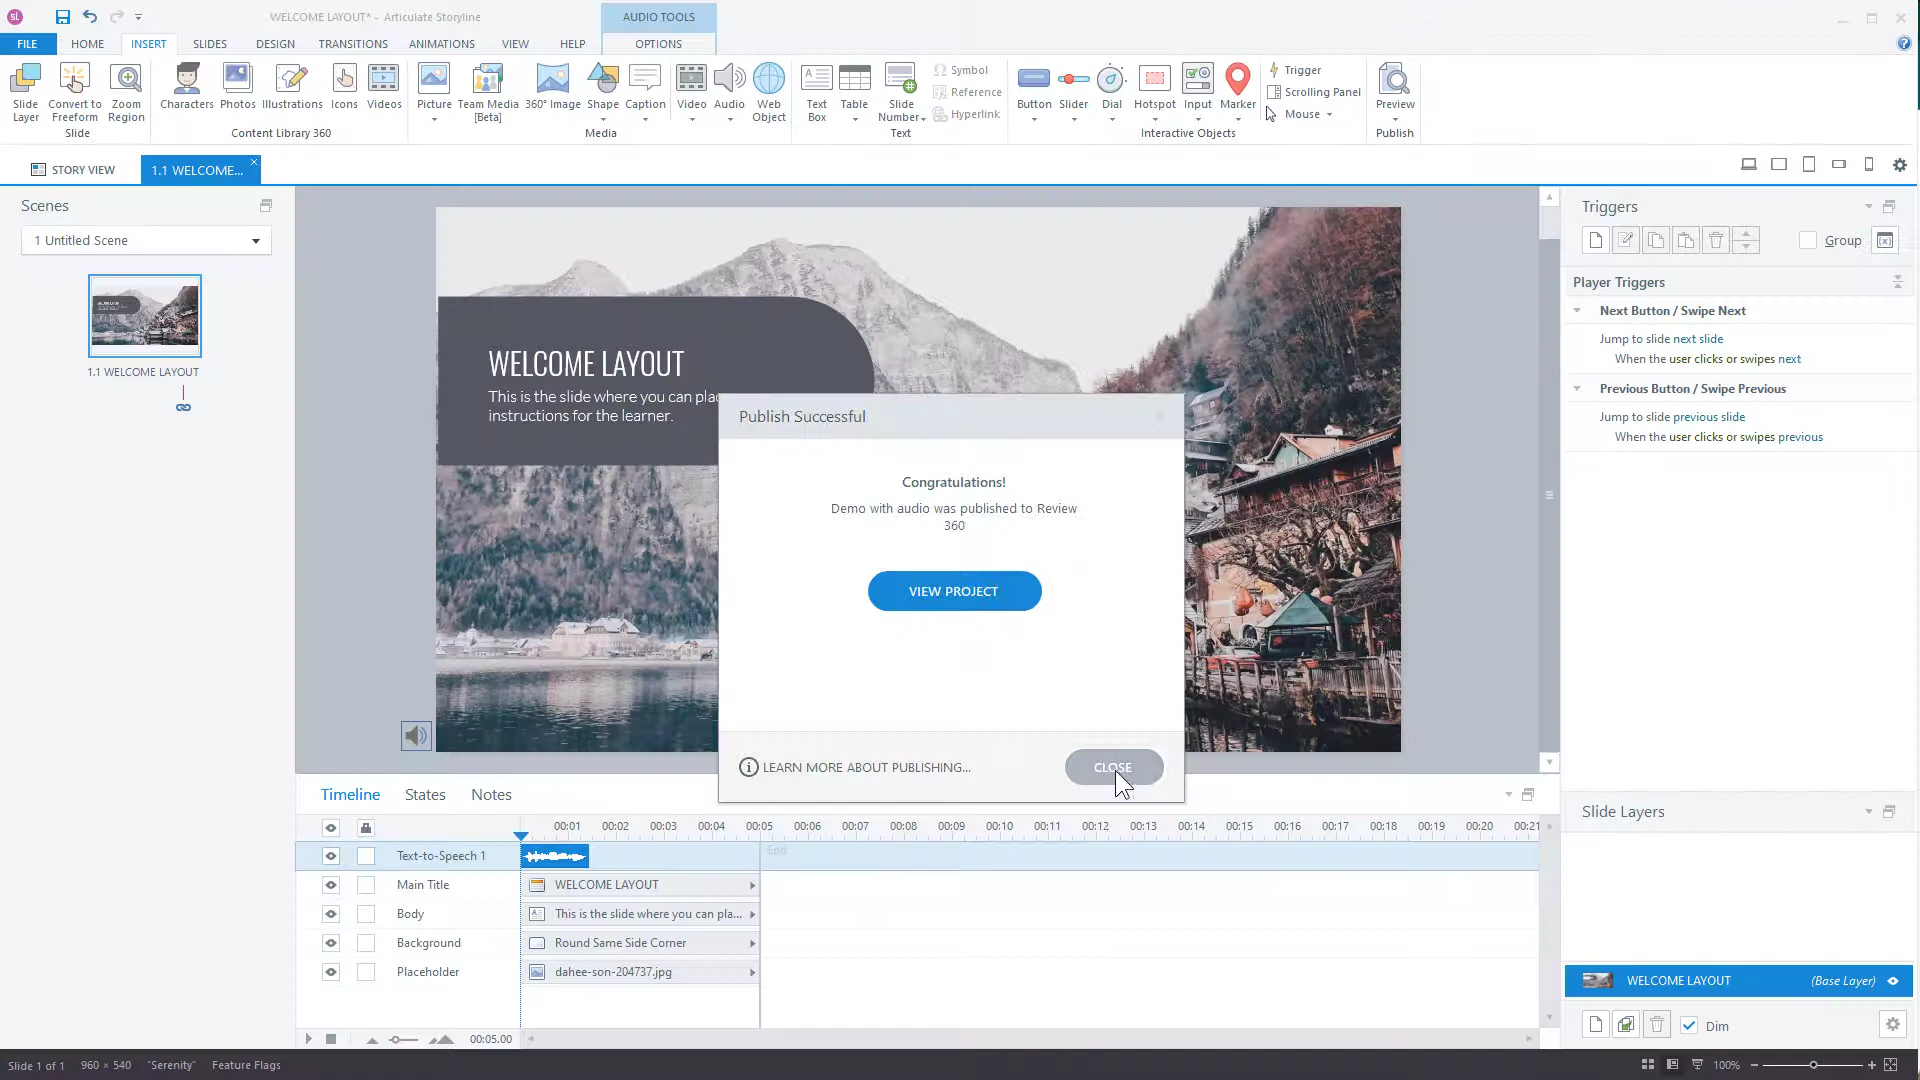 sl
WELCOME LAYOUT* - Articulate Storyline
AUDIO TOOLS
FILE
HOME
INSERT
SLIDES
DESIGN
TRANSITIONS
ANIMATIONS
VIEW
HELP
OPTIONS
?
Slide Layer
Convert to Freeform
Zoom Region
Slide
Characters
Photos
Illustrations
Icons
Videos
Content Library 360
Picture
Team Media [Beta]
360° Image
Shape
Caption
Video
Audio
Web Object
Media
Text Box
Table
Slide Number
Symbol
Reference
Hyperlink
Text
Button
Slider
Dial
Hotspot
Input
Marker
Trigger
Scrolling Panel
Mouse
Interactive Objects
Preview
Publish
STORY VIEW
1.1 WELCOME...
Scenes
1 Untitled Scene
1.1 WELCOME LAYOUT
WELCOME LAYOUT
This is the slide where you can plac
instructions for the learner.
Publish Successful
Congratulations!
Demo with audio was published to Review
360
VIEW PROJECT
LEARN MORE ABOUT PUBLISHING...
CLOSE
Triggers
Group
Player Triggers
Next Button / Swipe Next
Jump to slide next slide
When the user clicks or swipes next
Previous Button / Swipe Previous
Jump to slide previous slide
When the user clicks or swipes previous
Timeline
States
Notes
00:01 00:02 00:03 00:04 00:05 00:06 00:07 00:08 00:09 00:10 00:11 00:12 00:13 00:14 00:15 00:16 00:17 00:18 00:19 00:20 00:21
Text-to-Speech 1
End
Main Title
WELCOME LAYOUT
Body
This is the slide where you can pla...
Background
Round Same Side Corner
Placeholder
dahee-son-204737.jpg
00:05.00
Slide Layers
WELCOME LAYOUT
(Base Layer)
Dim
Slide 1 of 1
960 × 540
"Serenity"
Feature Flags
100%